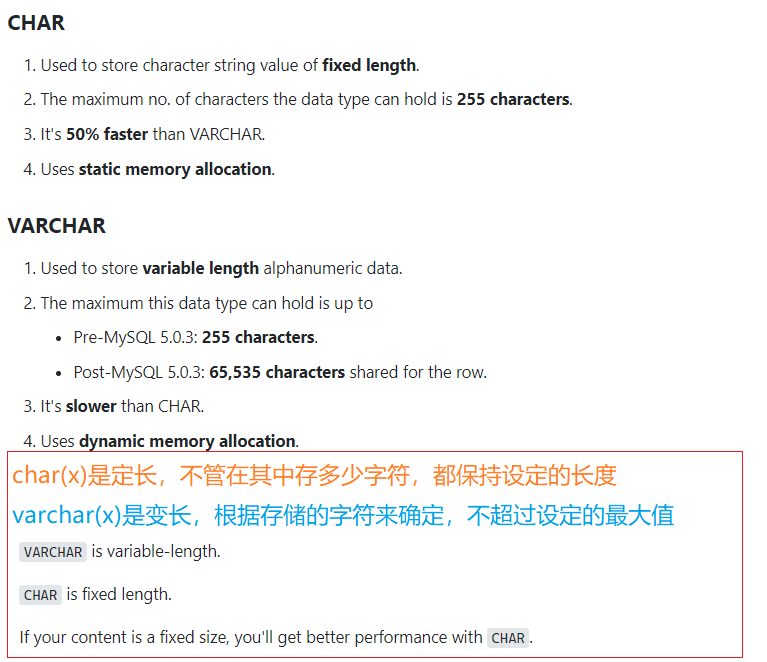 CHAR
1. Used to store character string value of fixed length.
2. The maximum no. of characters the data type can hold is 255 characters.
3. It's 50% faster than VARCHAR.
4. Uses static memory allocation.
VARCHAR
1. Used to store variable length alphanumeric data.
2. The maximum this data type can hold is up to
• Pre-MySQL 5.0.3: 255 characters.
• Post-MySQL 5.0.3: 65,535 characters shared for the row.
3. It's slower than CHAR.
4. Uses dynamic memory allocation.
char(x)是定长，不管在其中存多少字符，都保持设定的长度
varchar(x)是变长，根据存储的字符来确定，不超过设定的最大值
VARCHAR is variable-length.
CHAR is fixed length.
If your content is a fixed size, you'll get better performance with CHAR.